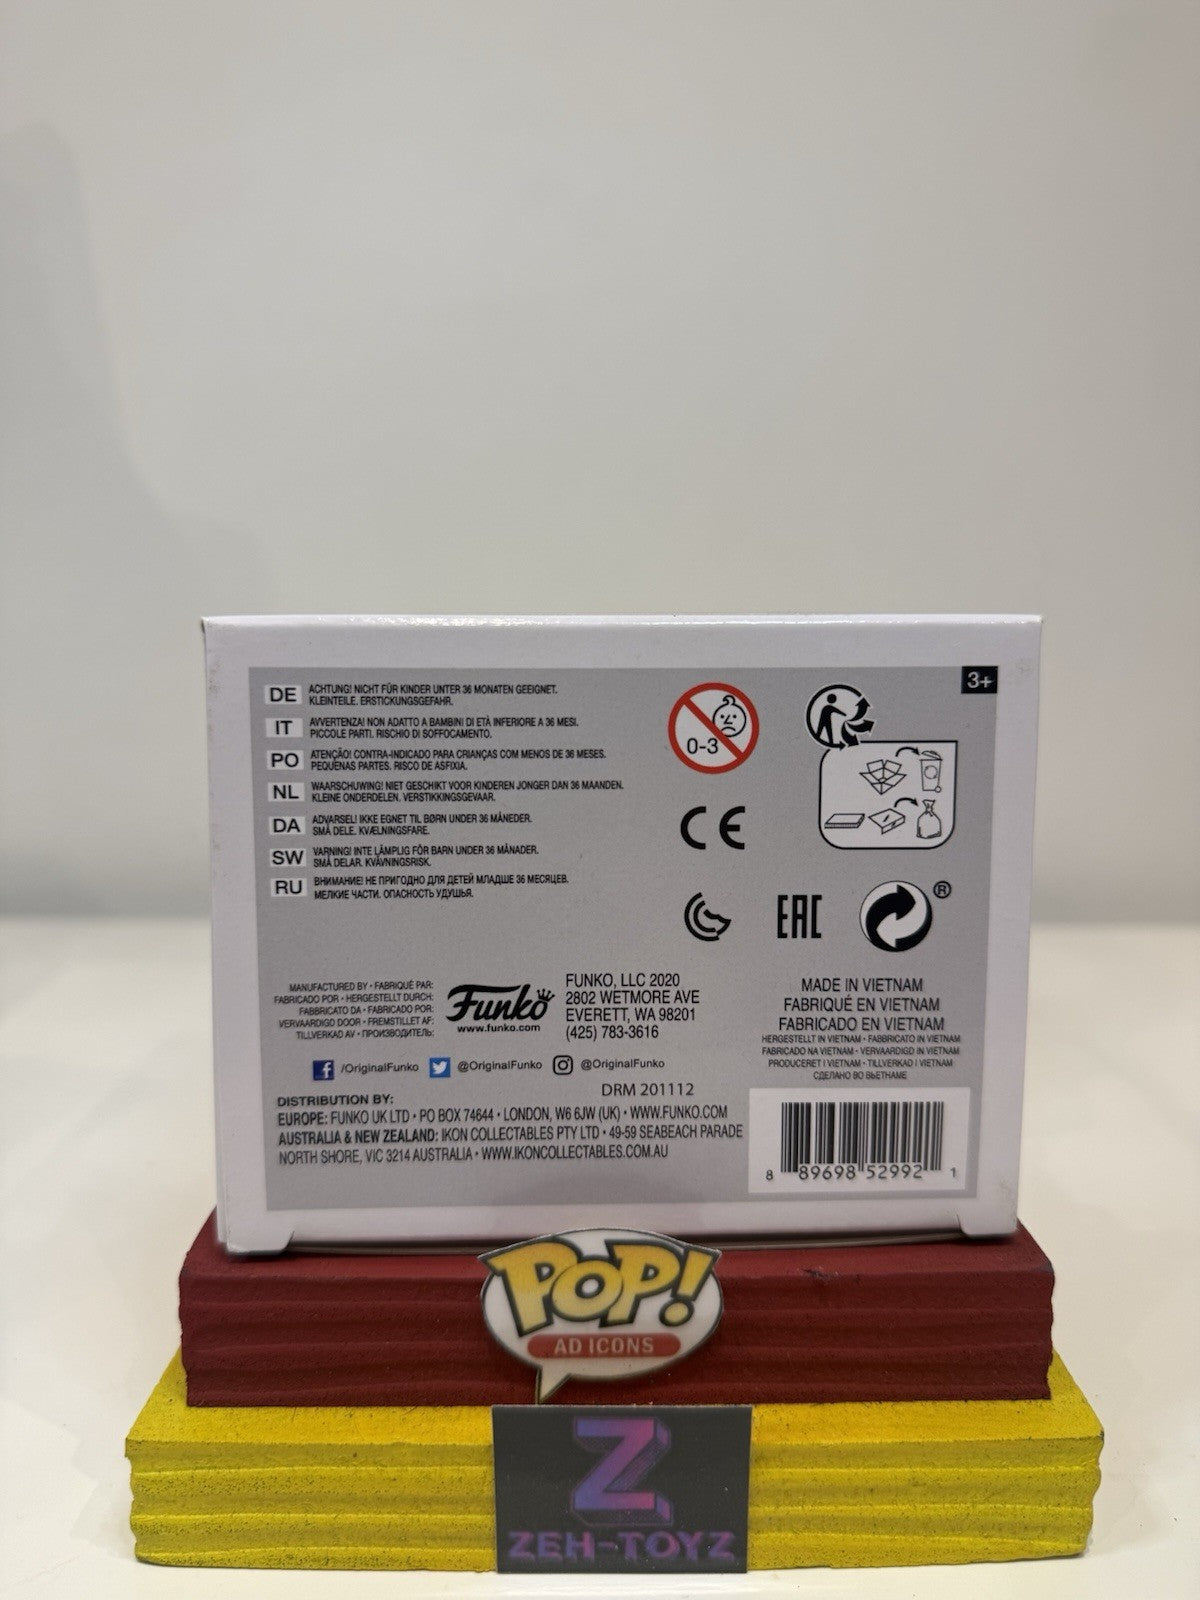 3+
DE ACHTUNG! NICHT FÜR KINDER UNTER 36 MONATEN GEEIGNET.
KLEINTEILE. ERSTICKUNGSGEFAHR.
IT AVVERTENZA! NON ADATTO A BAMBINI DI ETÀ INFERIORE A 36 MESI.
PICCOLE PARTI. RISCHIO DI SOFFOCAMENTO.
PO ATENÇÃO! CONTRA-INDICADO PARA CRIANÇAS COM MENOS DE 36 MESES.
PEQUENAS PARTES. RISCO DE ASFIXIA.
NL WAARSCHUWING! NIET GESCHIKT VOOR KINDEREN JONGER DAN 36 MAANDEN.
KLEINE ONDERDELEN. VERSTIKKINGSGEVAAR.
DA ADVARSEL! IKKE EGNET TIL BØRN UNDER 36 MÅNEDER.
SMÅ DELE. KVÆLNINGSFARE.
SW VARNING! INTE LÄMPLIG FÖR BARN UNDER 36 MÅNADER.
SMÅ DELAR. KVÄVNINGSRISK.
RU ВНИМАНИЕ! НЕ ПРИГОДНО ДЛЯ ДЕТЕЙ МЛАДШЕ 36 МЕСЯЦЕВ.
МЕЛКИЕ ЧАСТИ. ОПАСНОСТЬ УДУШЬЯ.
0-3
CE
EAC
®
MANUFACTURED BY • FABRIQUÉ PAR:
FABRICADO POR • HERGESTELLT DURCH:
FABBRICATO DA • FABRICADO POR:
VERVAARDIGD DOOR • FREMSTILLET AF:
TILLVERKAD AV • ПРОИЗВОДИТЕЛЬ:
Funko
www.funko.com
FUNKO, LLC 2020
2802 WETMORE AVE
EVERETT, WA 98201
(425) 783-3616
MADE IN VIETNAM
FABRIQUÉ EN VIETNAM
FABRICADO EN VIETNAM
HERGESTELLT IN VIETNAM • FABBRICATO IN VIETNAM
FABRICADO NA VIETNAM • VERVAARDIGD IN VIETNAM
PRODUCERET I VIETNAM • TILLVERKAD I VIETNAM
СДЕЛАНО ВО ВЬЕТНАМЕ
/OriginalFunko @OriginalFunko @OriginalFunko
DRM 201112
DISTRIBUTION BY:
EUROPE: FUNKO UK LTD • PO BOX 74644 • LONDON, W6 6JW (UK) • WWW.FUNKO.COM
AUSTRALIA & NEW ZEALAND: IKON COLLECTABLES PTY LTD • 49-59 SEABEACH PARADE
NORTH SHORE, VIC 3214 AUSTRALIA • WWW.IKONCOLLECTABLES.COM.AU
8 89698 52992 1
POP!
AD ICONS
Z
ZEH-TOYZ